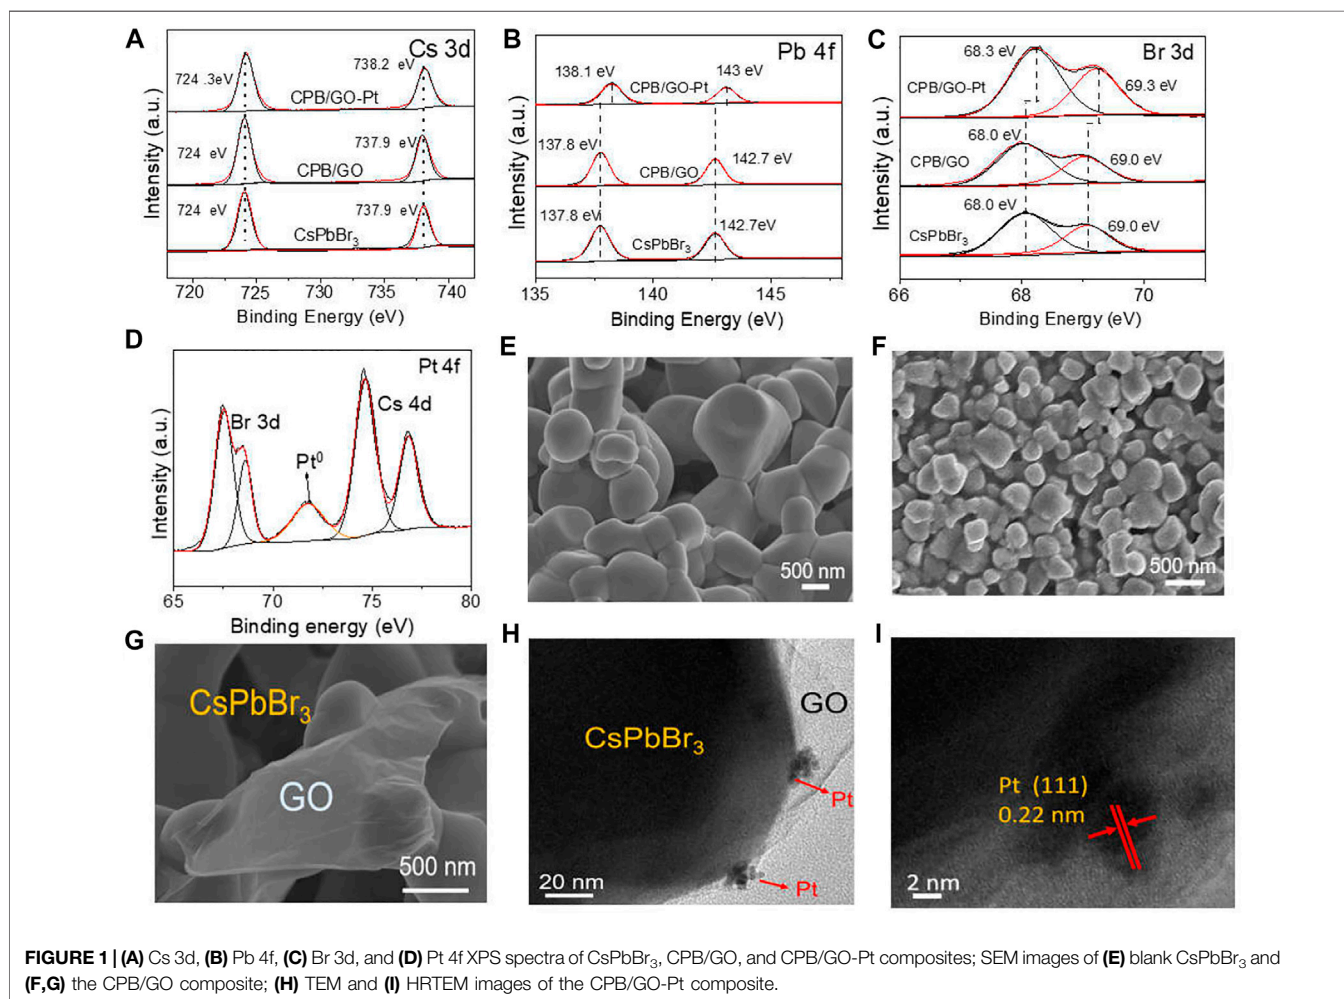 A
Cs 3d
724 .3eV
738.2 eV
CPB/GO-Pt
724 eV
737.9 eV
CPB/GO
724 eV
737.9 eV
CsPbBr3
Intensity (a.u.)
720 725 730 735 740
Binding Energy (eV)
B
Pb 4f
138.1 eV
143 eV
CPB/GO-Pt
137.8 eV
142.7 eV
CPB/GO
137.8 eV
142.7eV
CsPbBr3
Intensity (a.u.)
135 140 145
Binding Energy (eV)
C
Br 3d
68.3 eV
CPB/GO-Pt
69.3 eV
68.0 eV
CPB/GO
69.0 eV
68.0 eV
CsPbBr3
69.0 eV
Intensity (a.u.)
66 68 70
Binding Energy (eV)
D
Pt 4f
Br 3d
Cs 4d
Pt0
Intensity (a.u.)
65 70 75 80
Binding energy (eV)
E
500 nm
F
500 nm
G
CsPbBr3
GO
500 nm
H
GO
CsPbBr3
Pt
Pt
20 nm
I
Pt (111)
0.22 nm
2 nm
FIGURE 1 | (A) Cs 3d, (B) Pb 4f, (C) Br 3d, and (D) Pt 4f XPS spectra of CsPbBr3, CPB/GO, and CPB/GO-Pt composites; SEM images of (E) blank CsPbBr3 and
(F,G) the CPB/GO composite; (H) TEM and (I) HRTEM images of the CPB/GO-Pt composite.